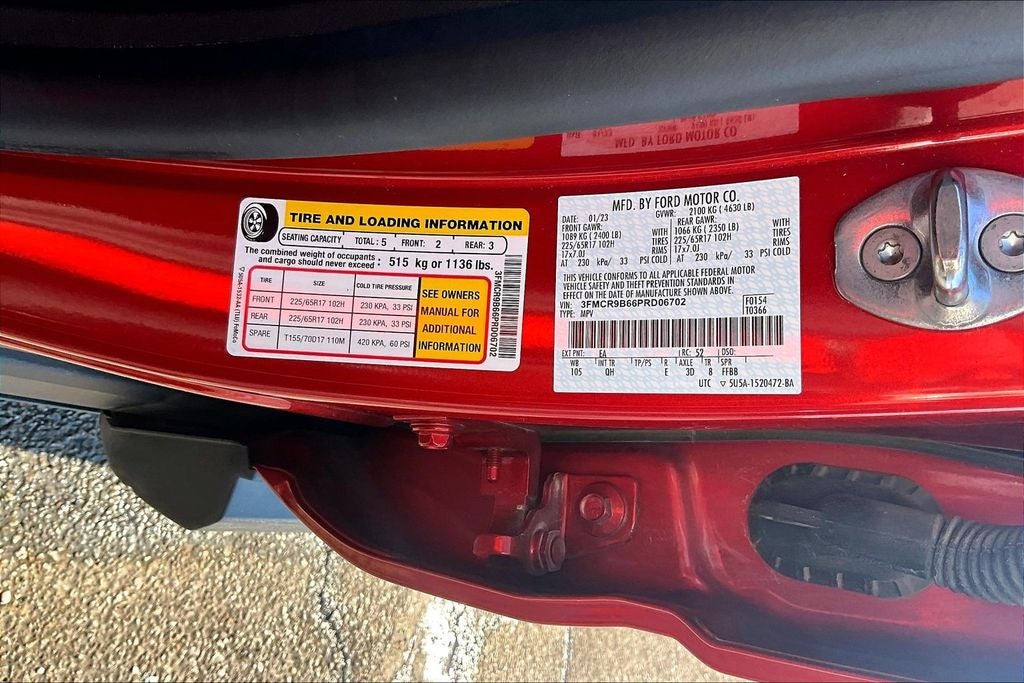 TIRE AND LOADING INFORMATION
SEATING CAPACITY TOTAL: 5 FRONT: 2 REAR: 3
The combined weight of occupants and cargo should never exceed: 515 kg or 1136 lbs.
TIRE SIZE COLD TIRE PRESSURE
FRONT 225/65R17 102H 230 KPA, 33 PSI
REAR 225/65R17 102H 230 KPA, 33 PSI
SPARE T155/70D17 110M 420 KPA, 60 PSI
SEE OWNERS
MANUAL FOR
ADDITIONAL
INFORMATION
3FMCR9B66PRD06702
MFD. BY FORD MOTOR CO.
DATE: 01/23 GVWR: 2100 KG ( 4630 LB)
FRONT GAWR: REAR GAWR:
1089 KG ( 2400 LB) WITH 1066 KG ( 2350 LB) WITH
225/65R17 102H TIRES 225/65R17 102H TIRES
17x7.0J RIMS 17x7.0J RIMS
AT 230 kPa/ 33 PSI COLD AT 230 kPa/ 33 PSI COLD
THIS VEHICLE CONFORMS TO ALL APPLICABLE FEDERAL MOTOR
VEHICLE SAFETY AND THEFT PREVENTION STANDARDS IN
EFFECT ON THE DATE OF MANUFACTURE SHOWN ABOVE.
VIN: 3FMCR9B66PRD06702 F0154
TYPE: MPV T0366
EXT PNT: EA RC: 52 DSO:
WB INT TR TP/PS R AXLE TR SPR
105 QH E 3D 8 FFBB
UTC ▽ 5U5A-1520472-BA
MFD. BY FORD MOTOR CO.